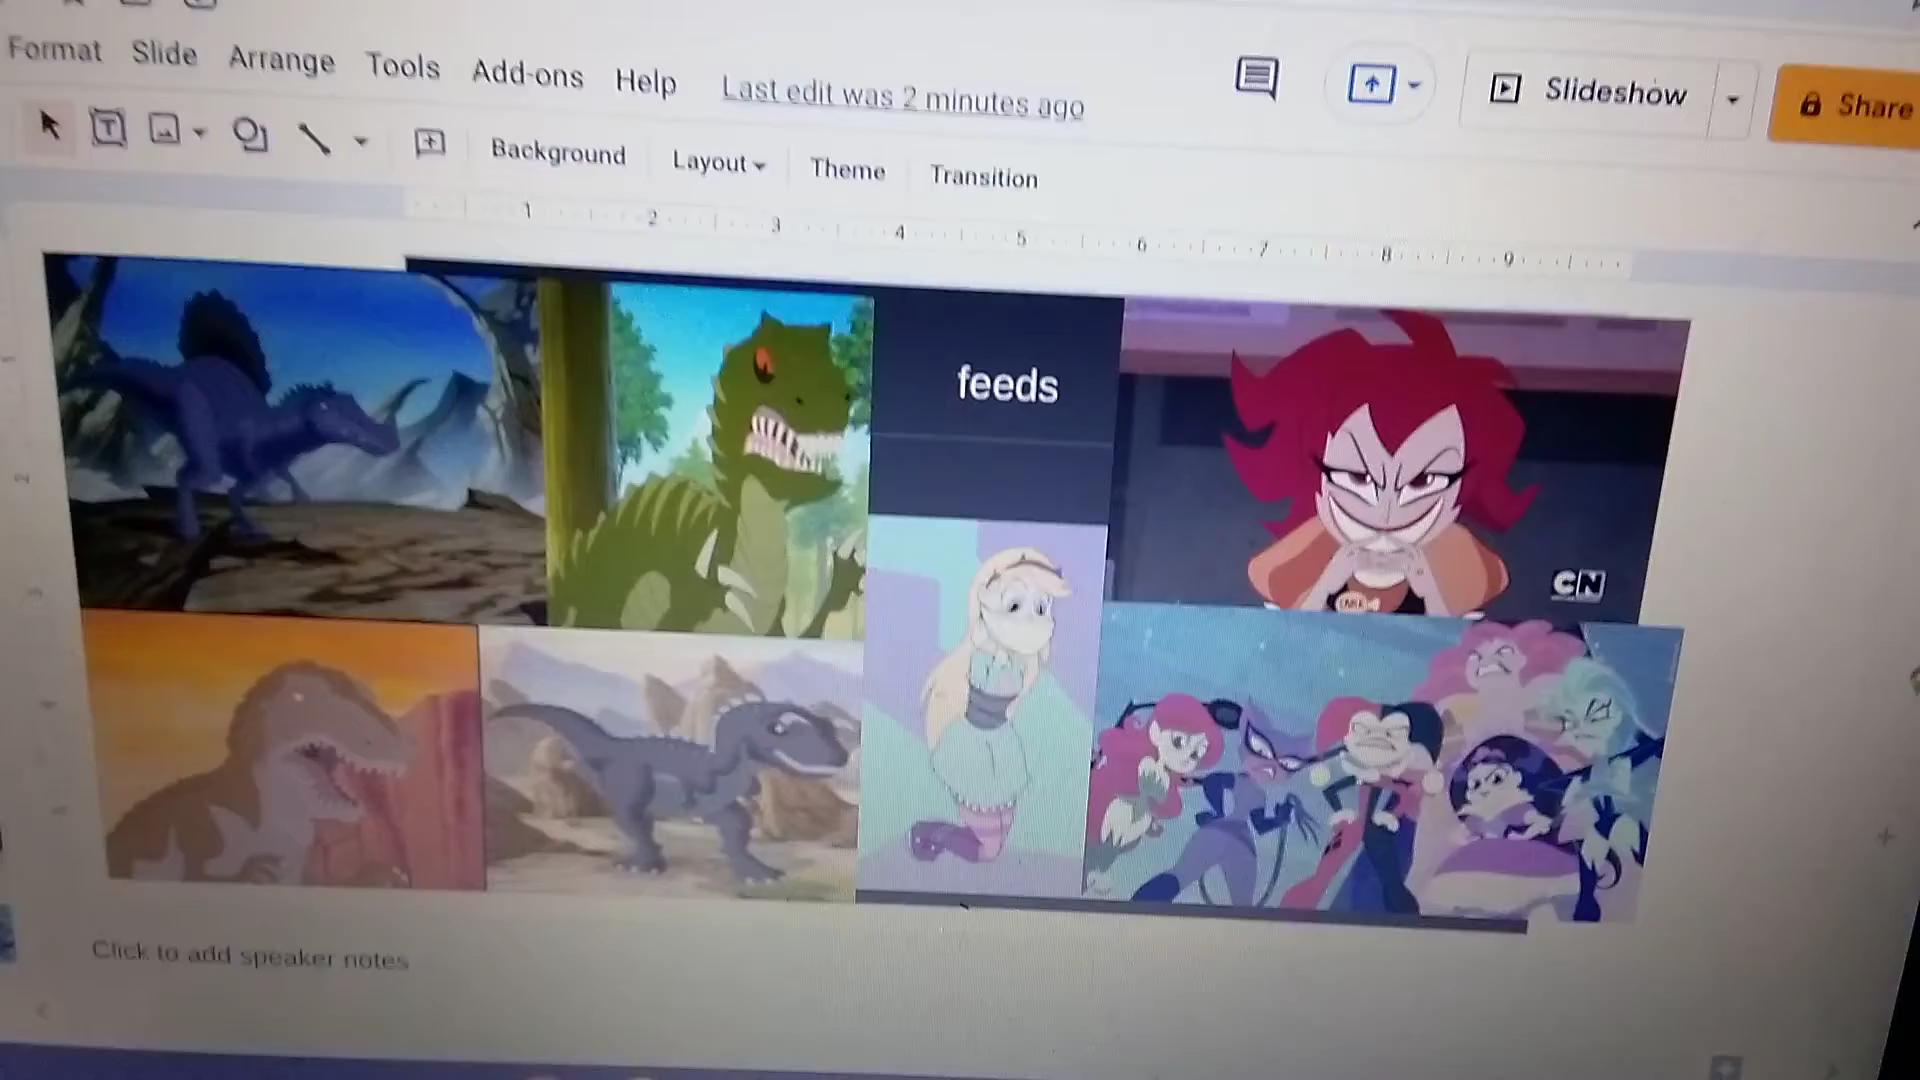 Format Slide Arrange Tools Add-ons Help Last edit was 2 minutes ago
Slideshow
Share
Background Layout Theme Transition
1 2 3 4 5 6 7 8 9
feeds
CN
Click to add speaker notes